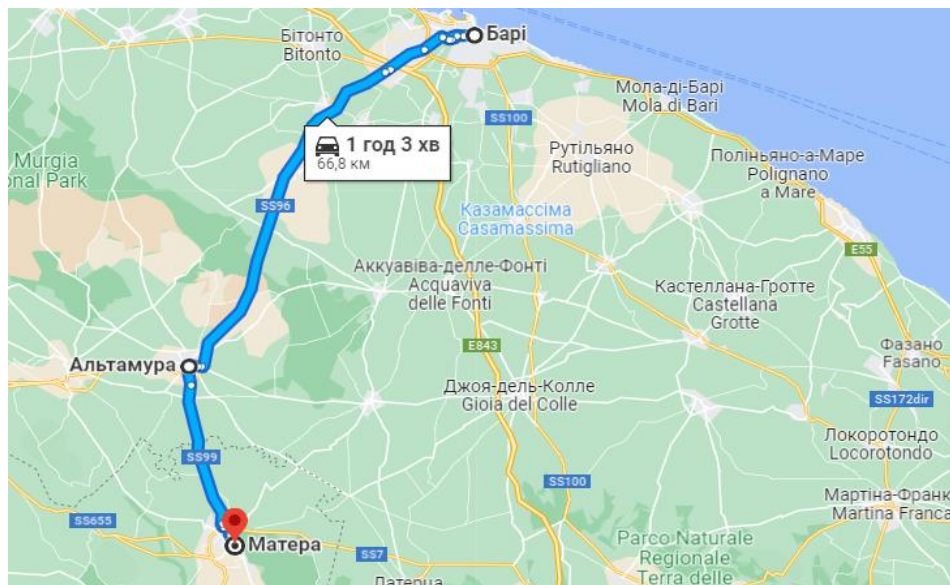 Барі
Бітонто
Bitonto
Мола-ді-Барі
Mola di Bari
SS100
1 год 3 хв
66,8 км
Рутільяно
Rutigliano
Murgia
onal Park
Поліньяно-а-Маре
Polignano
a Mare
SS96
Казамассіма
Casamassima
E55
Аккуавіва-делле-Фонті
Acquaviva
delle Fonti
Кастеллана-Гротте
Castellana
Grotte
E843
Фазано
Fasano
Альтамура
Джоя-дель-Колле
Gioia del Colle
SS172dir
Локоротондо
Locorotondo
SS99
SS100
Мартіна-Франк
Martina Franca
SS655
Матера
SS7
Parco Naturale
Regionale
Terra delle
Латерца